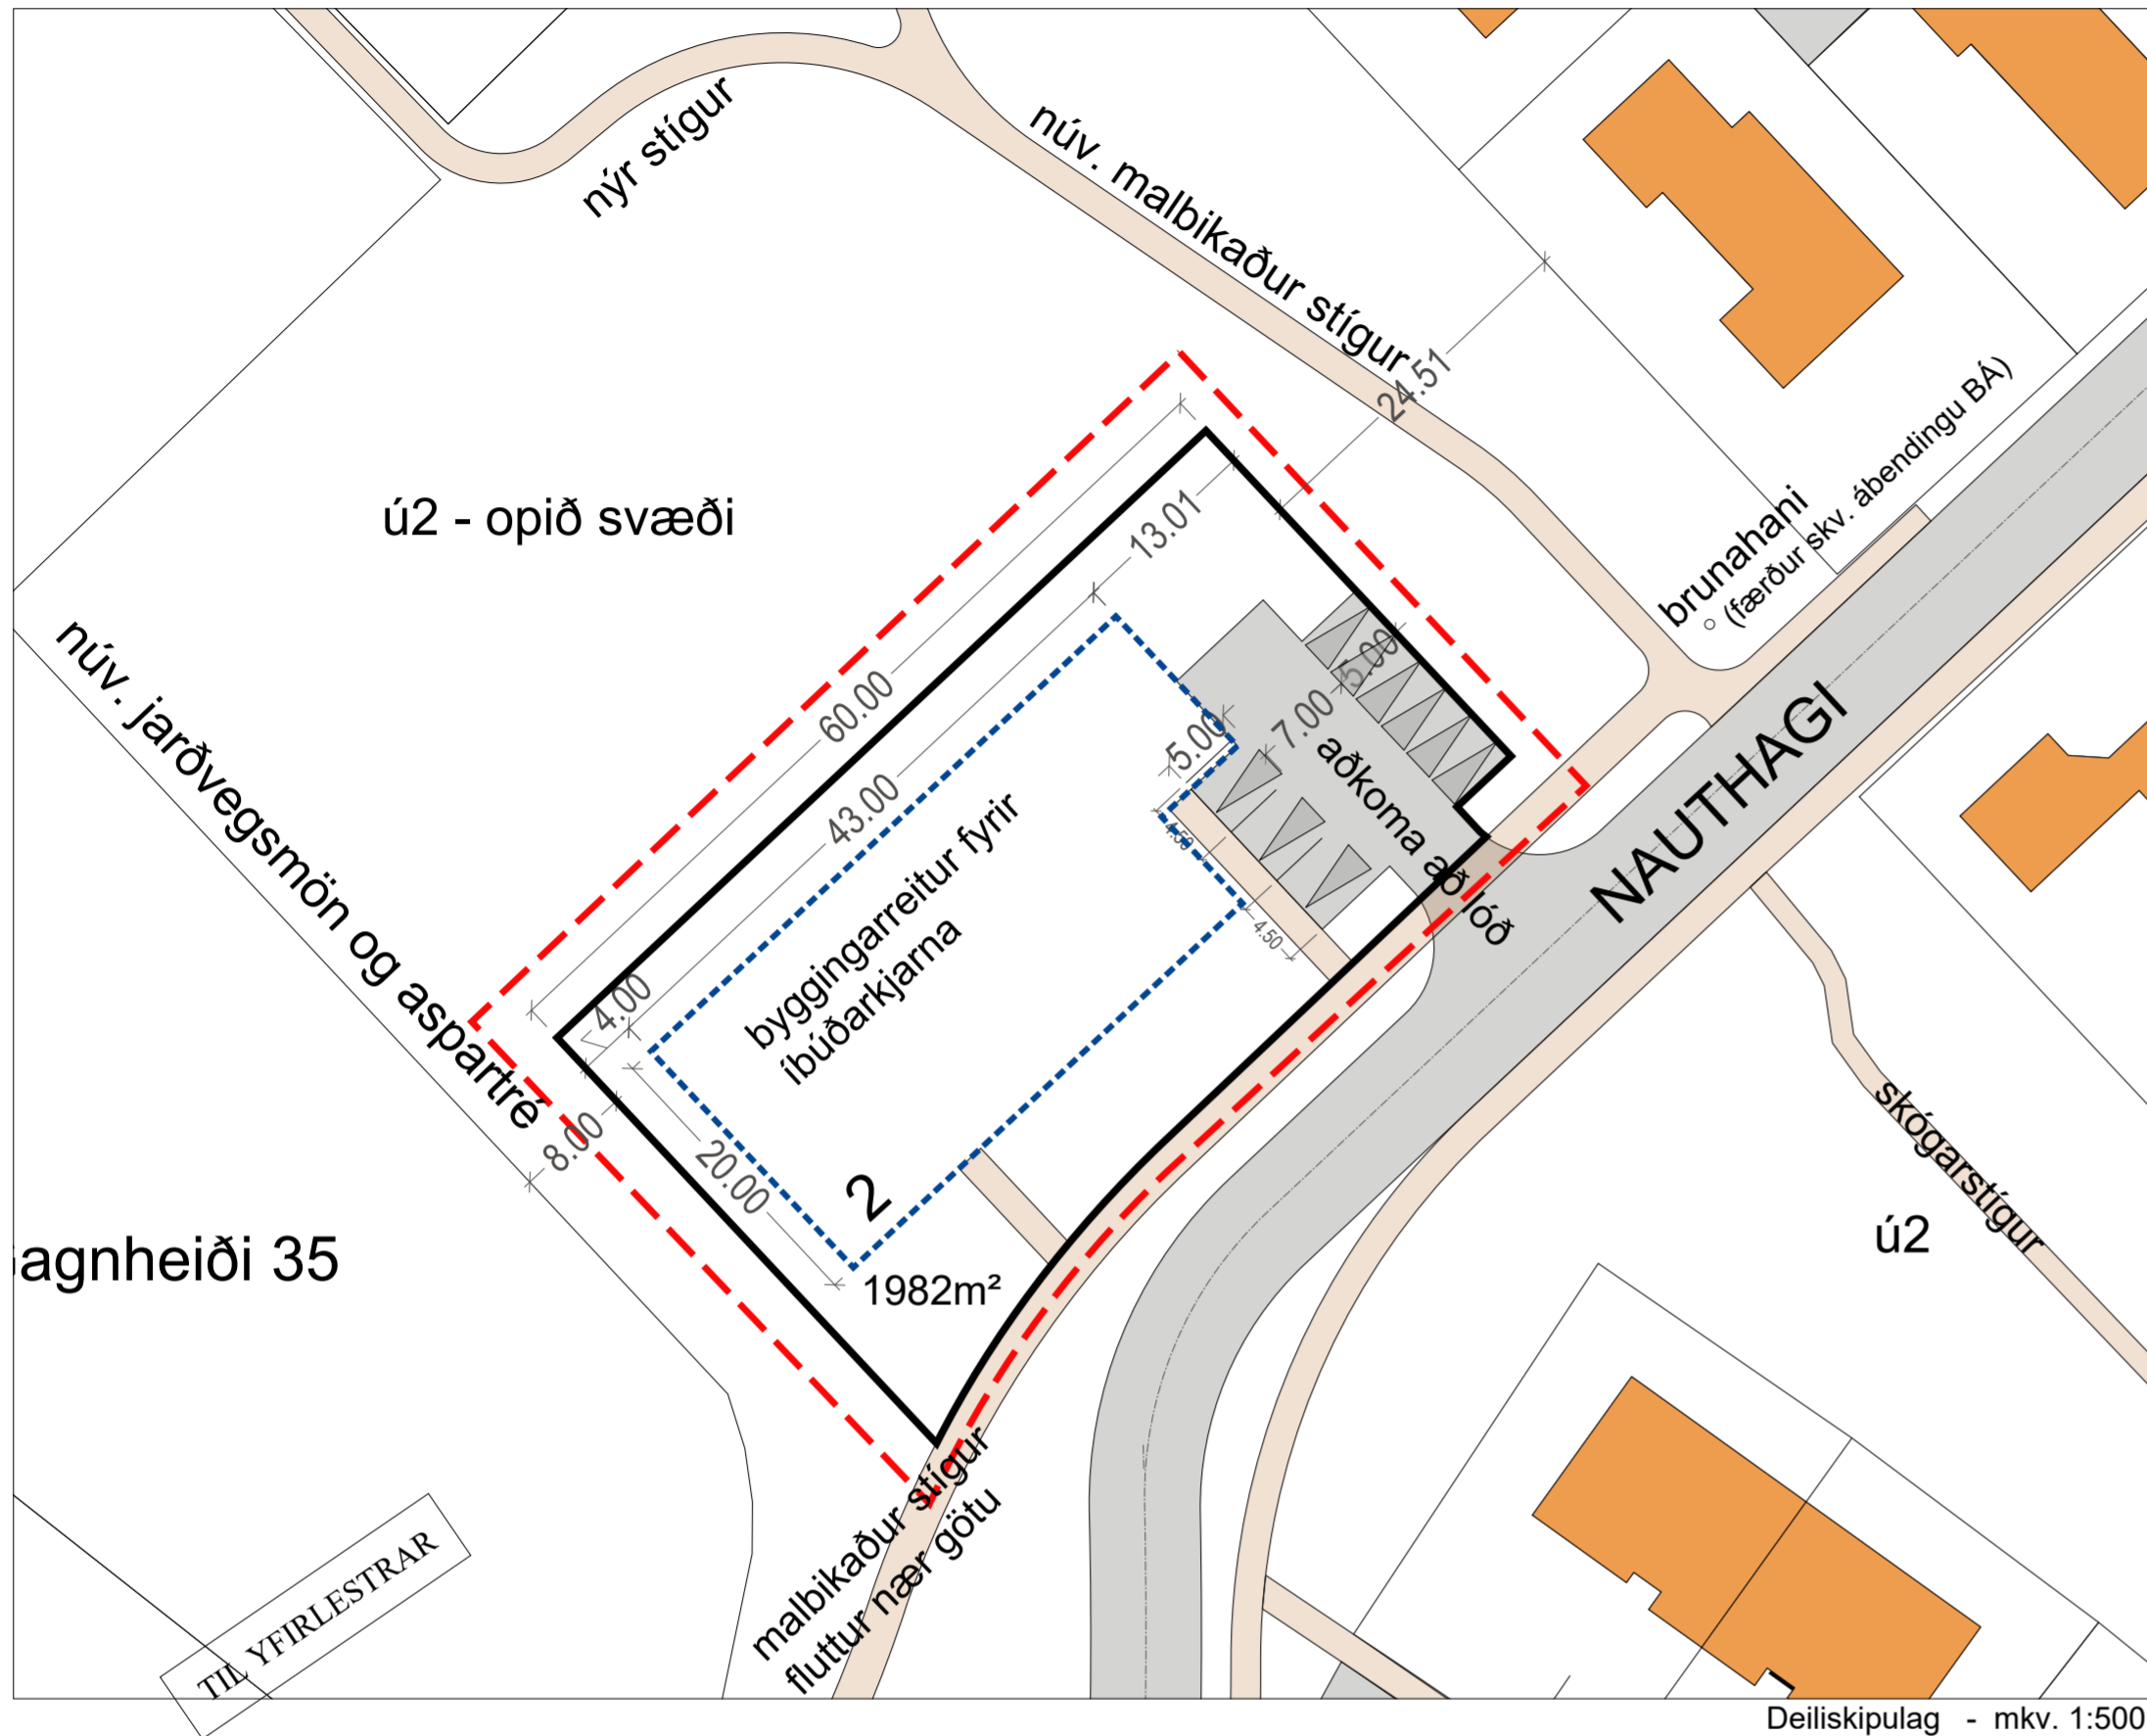 nýr stígur
núv. malbikaður stígur
24.51
ú2 - opið svæði
13.01
brunahani
(færður skv. ábendingu BÁ)
núv. jarðvegsmön og aspartré
60.00
5.00
7.00
5.00
aðkoma að lóð
NAUTHAGI
43.00
4.50
byggingarreitur fyrir
íbúðarkjarna
4.50
4.00
8.00
20.00
2
1982m²
skógarstígur
ú2
agnheiði 35
malbikaður stígur
fluttur nær götu
TIL YFIRLESTRAR
Deiliskipulag - mkv. 1:500